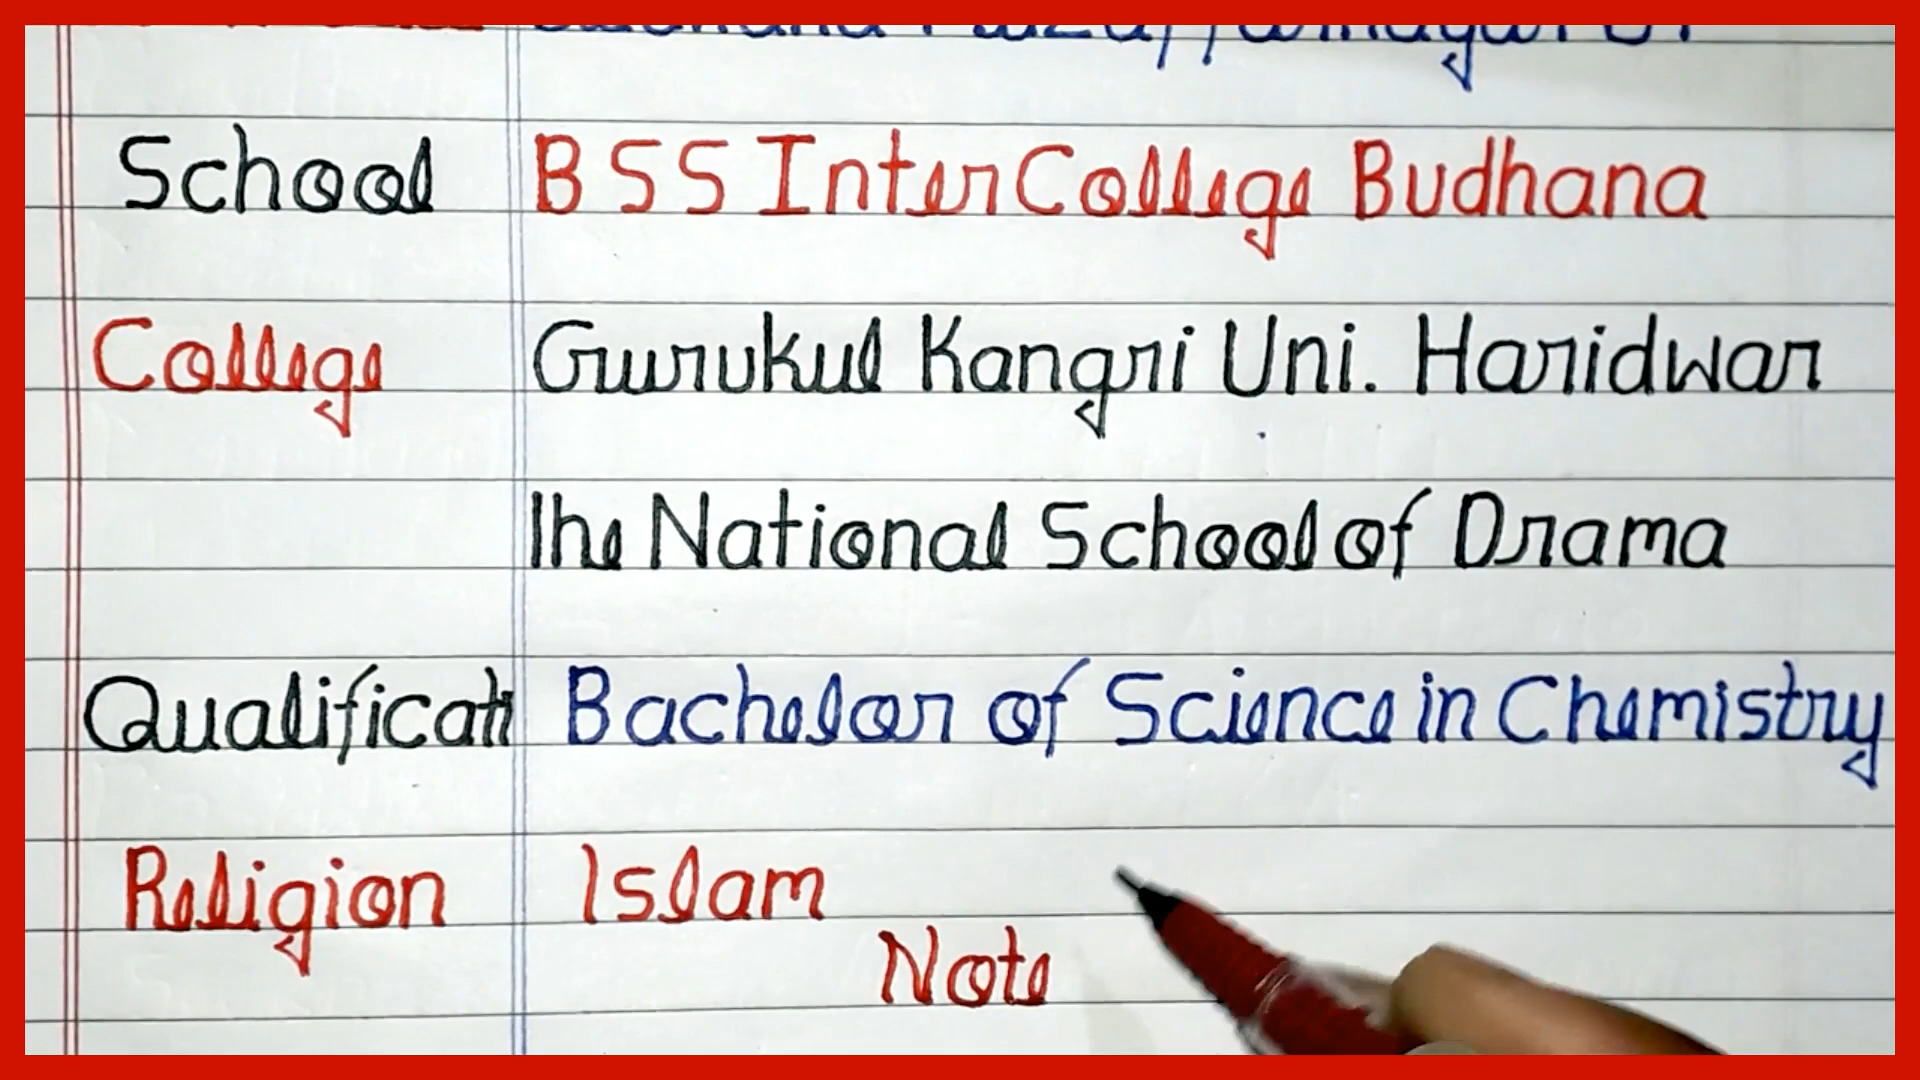 School BSS Inter College Budhana
College Gurukul Kangri Uni. Haridwar
The National School of Drama
Qualificati Bachelor of Science in Chemistry
Religion Islam
Note